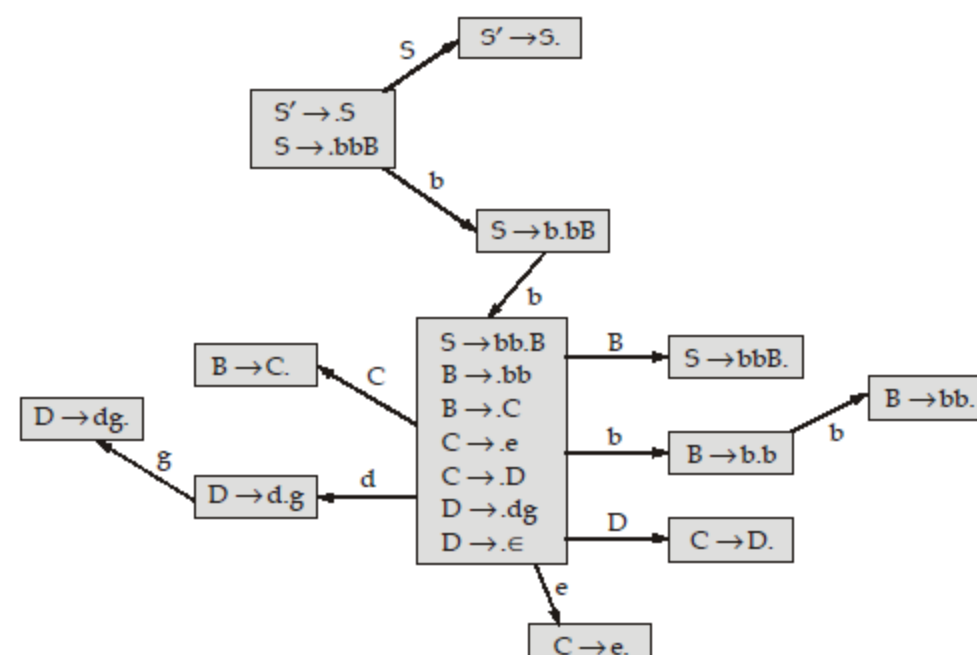 S′ → S.
S
S′ → .S
S → .bbB
b
S → b.bB
b
S → bb.B
B → .bb
B → .C
C → .e
C → .D
D → .dg
D → .∈
B
S → bbB.
B → C.
C
B → bb.
D → dg.
b
B → b.b
b
g
D → d.g
d
D
C → D.
e
C → e.